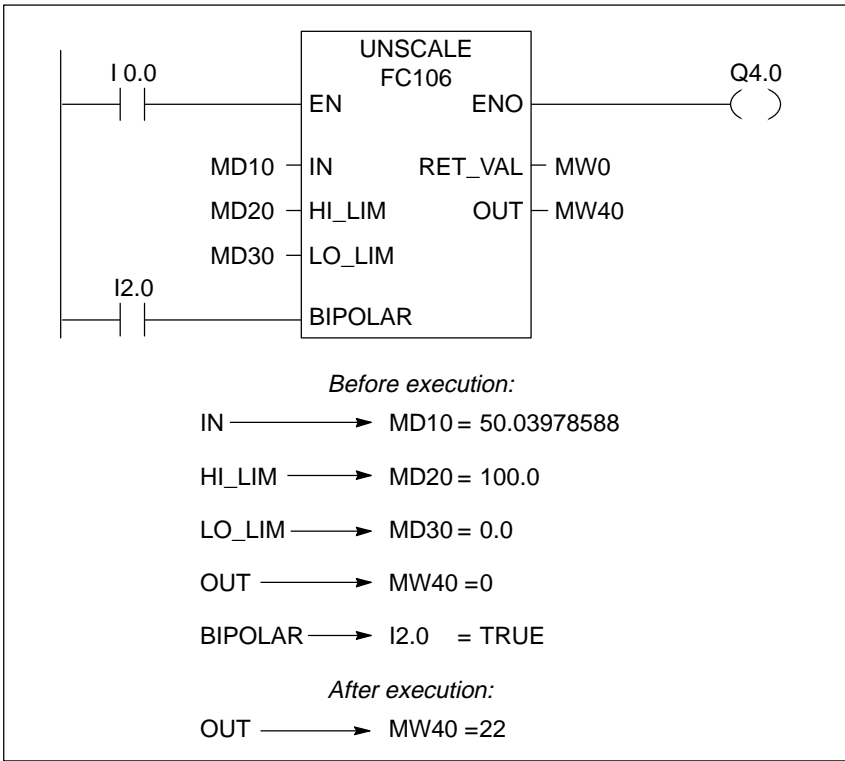 UNSCALE
FC106
I 0.0
Q4.0
EN ENO
MD10 IN RET_VAL MW0
MD20 HI_LIM OUT MW40
MD30 LO_LIM
I2.0
BIPOLAR
Before execution:
IN MD10 = 50.03978588
HI_LIM MD20 = 100.0
LO_LIM MD30 = 0.0
OUT MW40 =0
BIPOLAR I2.0 = TRUE
After execution:
OUT MW40 =22